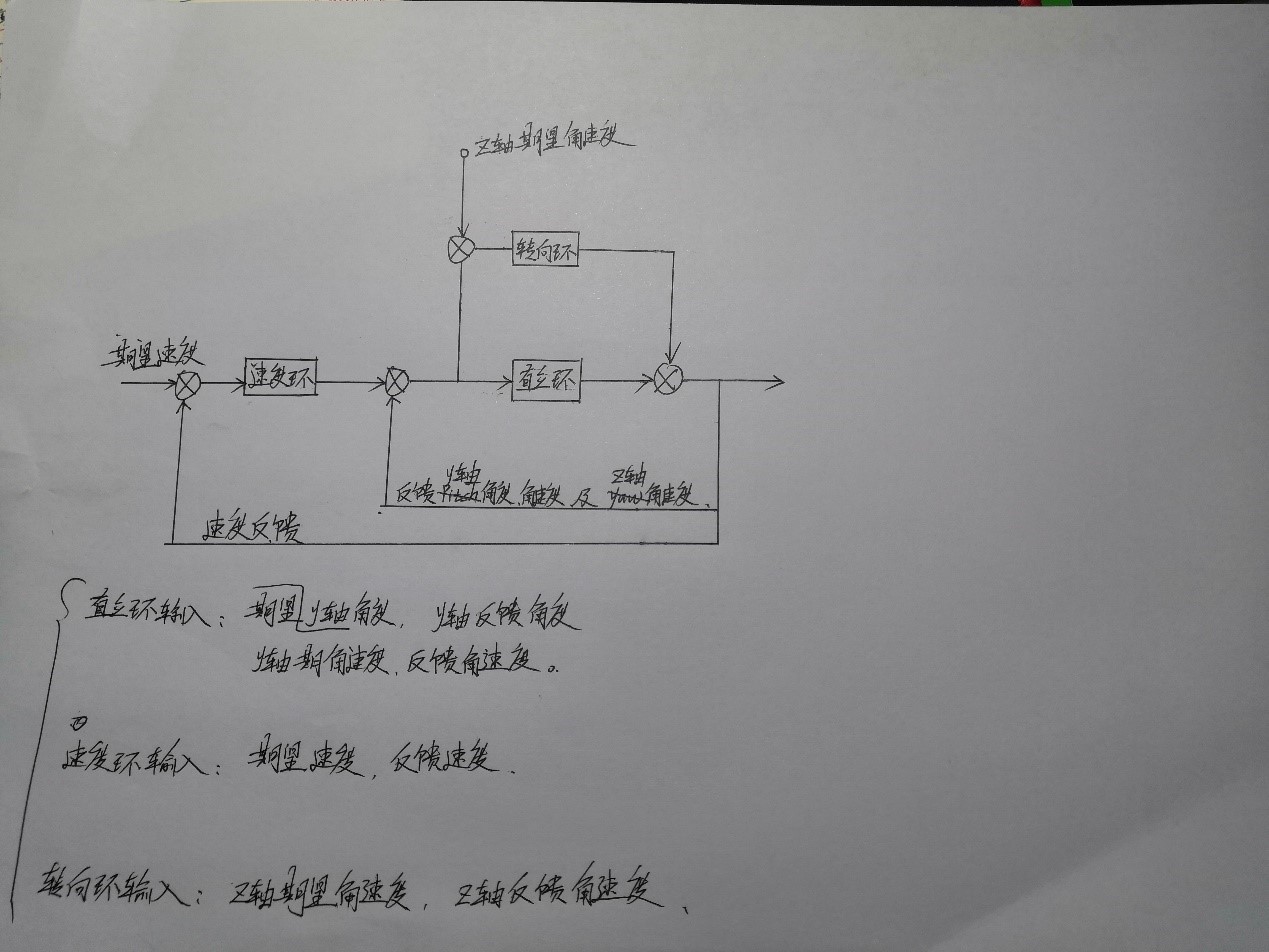 Z轴期望角速度
转向环
期望速度
速度环
直立环
y轴
Z轴
反馈Pitch角度、角速度 及 Yaw角速度.
速度反馈
直立环输入: 期望y轴角度, y轴反馈角度
y轴期角速度, 反馈角速度。
速度环输入: 期望速度, 反馈速度.
转向环输入: Z轴期望角速度, Z轴反馈角速度、